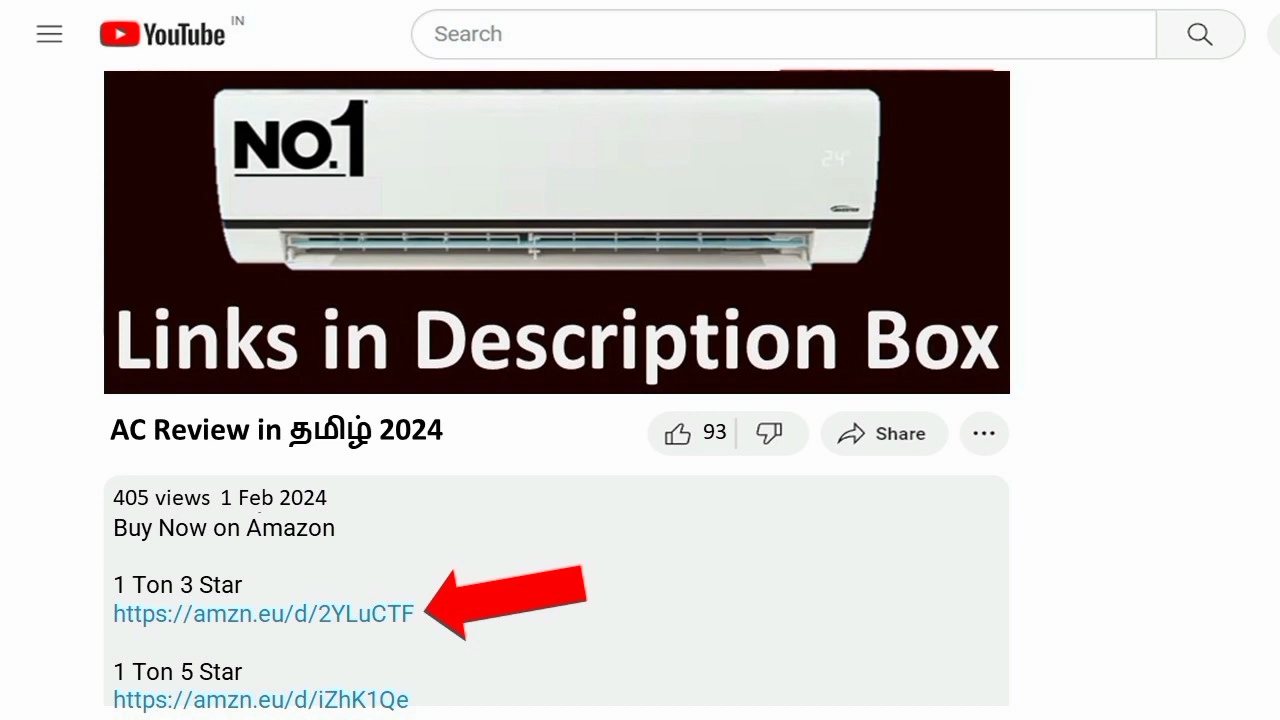 YouTube IN
Search
NO.1
24°
INVERTER
Links in Description Box
AC Review in தமிழ் 2024
93
Share
405 views 1 Feb 2024
Buy Now on Amazon
1 Ton 3 Star
https://amzn.eu/d/2YLuCTF
1 Ton 5 Star
https://amzn.eu/d/iZhK1Qe